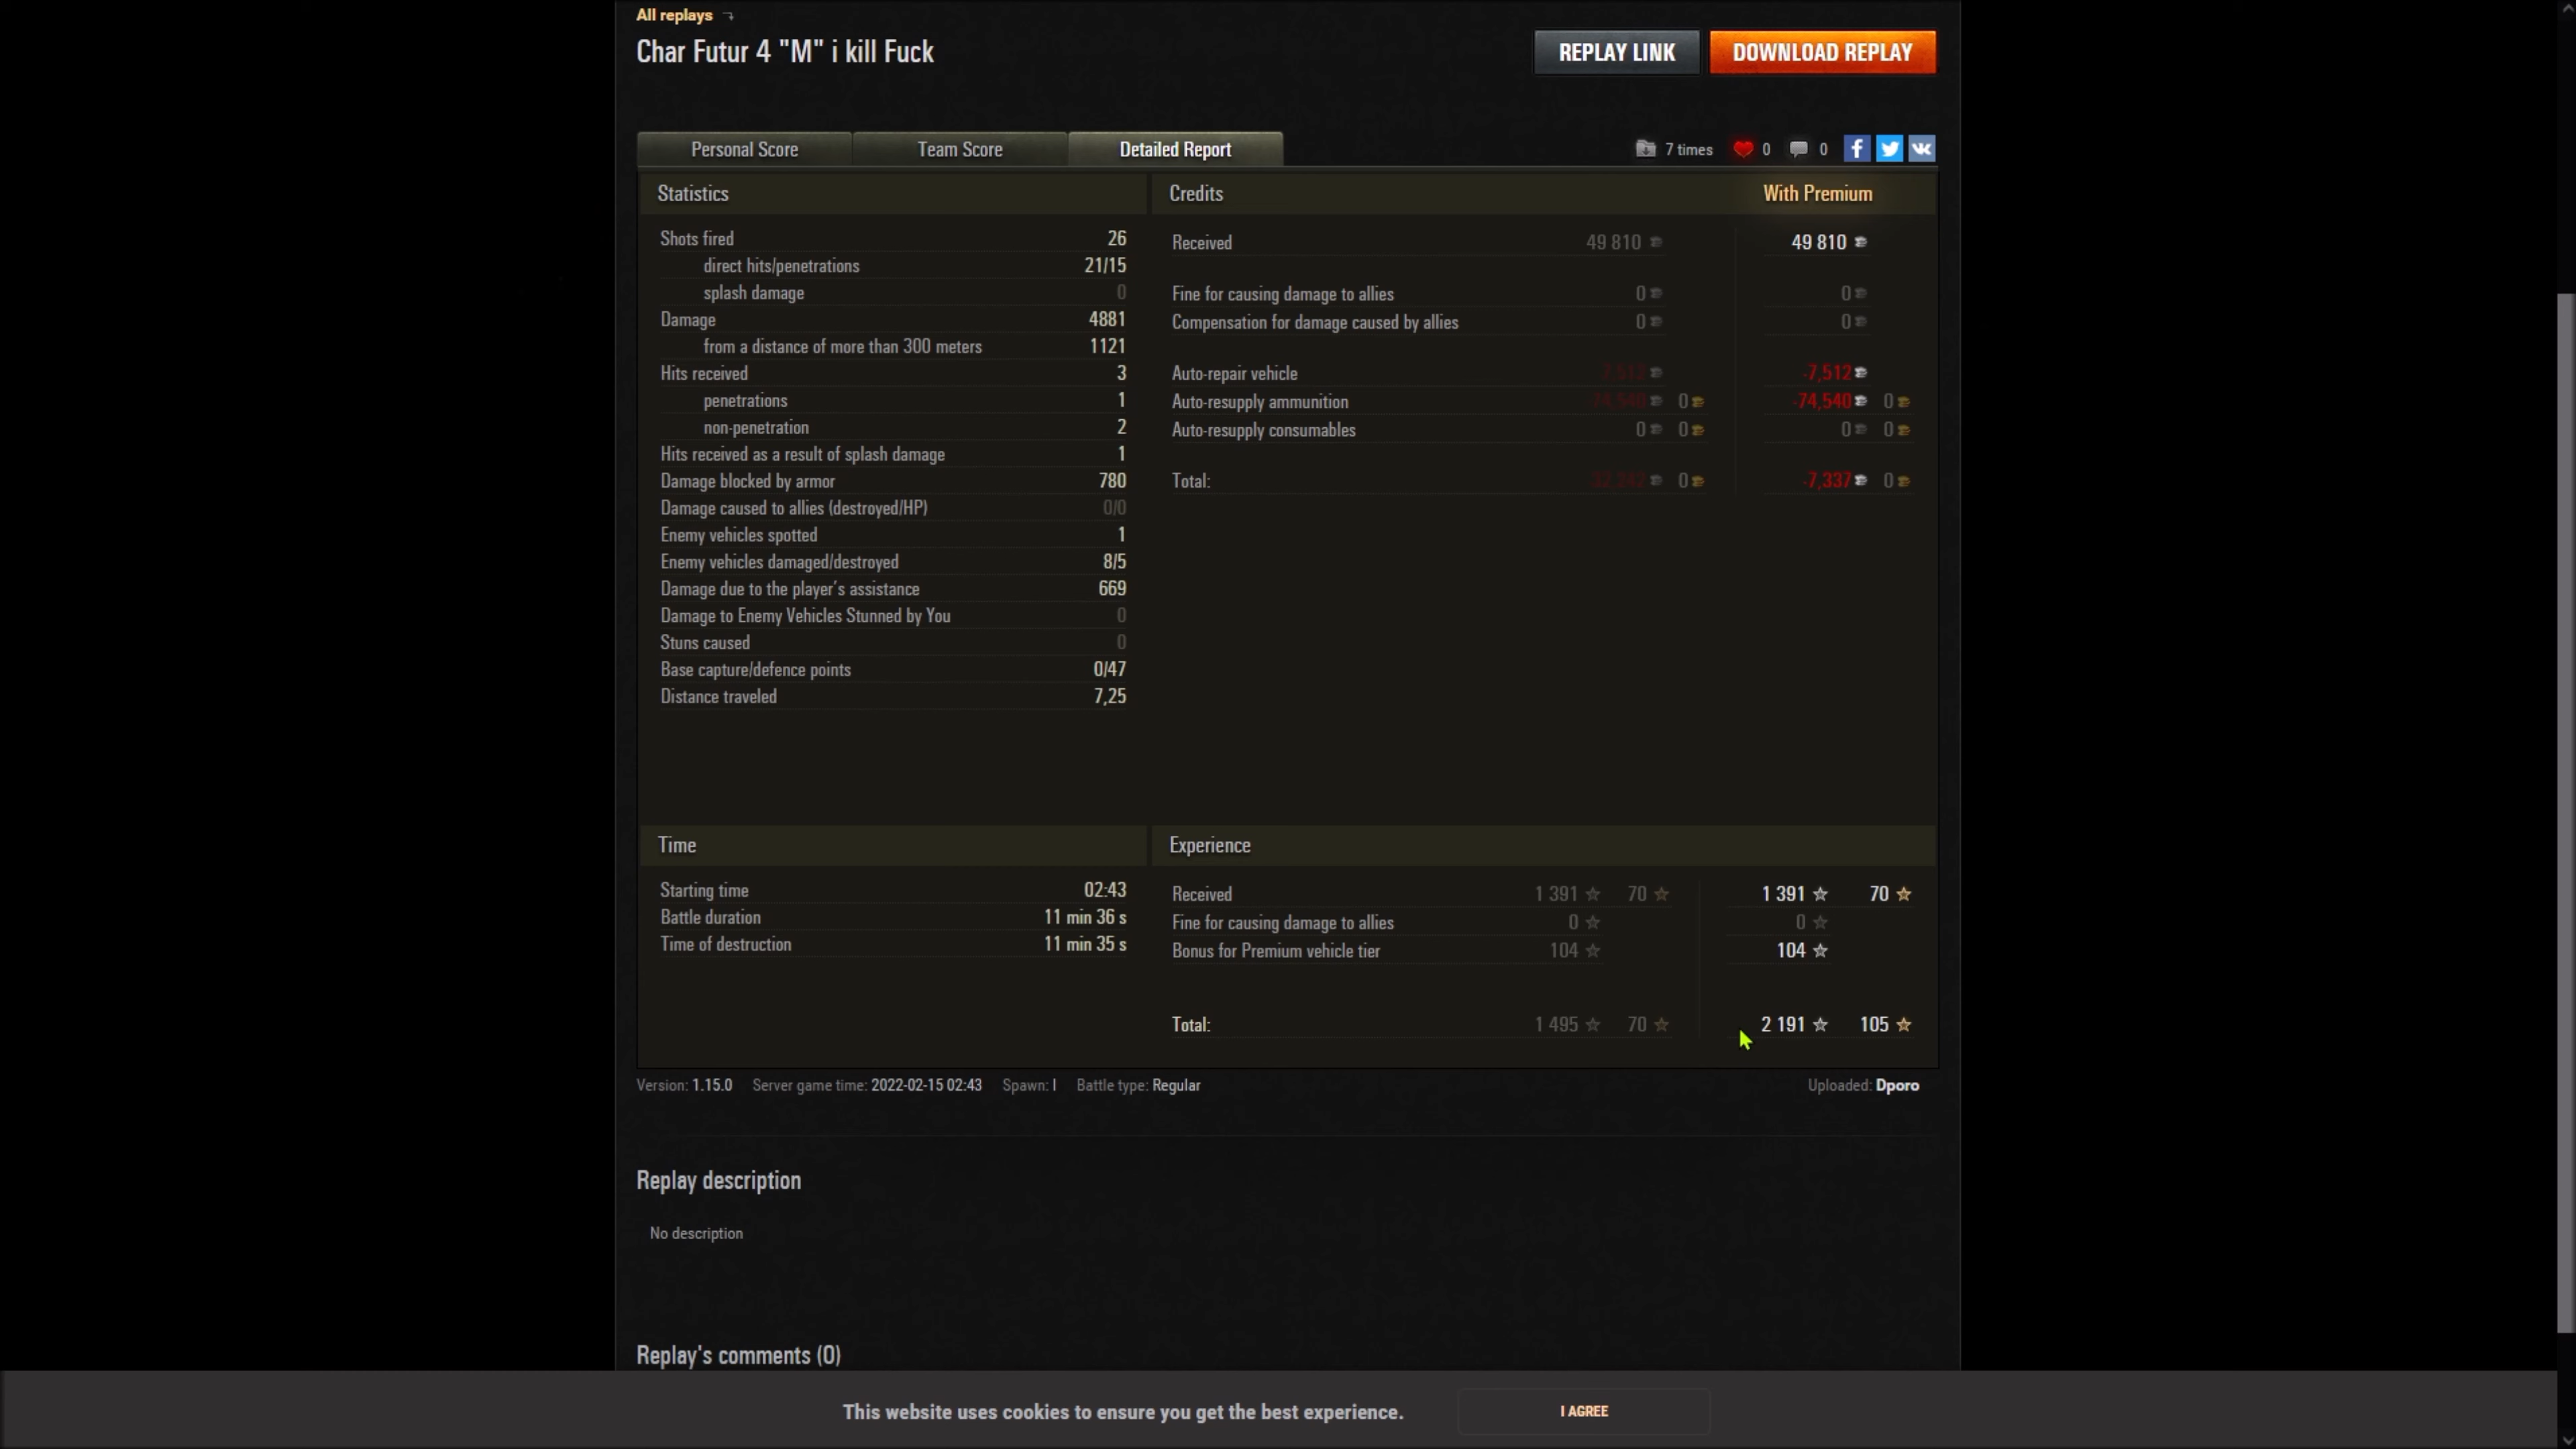 All replays
Char Futur 4 "M" i kill Fuck
REPLAY LINK
DOWNLOAD REPLAY
Personal Score Team Score Detailed Report
7 times 0 0
Statistics
Shots fired 26
direct hits/penetrations 21/15
splash damage 0
Damage 4881
from a distance of more than 300 meters 1121
Hits received 3
penetrations 1
non-penetration 2
Hits received as a result of splash damage 1
Damage blocked by armor 780
Damage caused to allies (destroyed/HP) 0/0
Enemy vehicles spotted 1
Enemy vehicles damaged/destroyed 8/5
Damage due to the player's assistance 669
Damage to Enemy Vehicles Stunned by You 0
Stuns caused 0
Base capture/defence points 0/47
Distance traveled 7,25
Credits With Premium
Received 49 810 49 810
Fine for causing damage to allies 0 0
Compensation for damage caused by allies 0 0
Auto-repair vehicle -7,512 -7,512
Auto-resupply ammunition -74,540 0 -74,540 0
Auto-resupply consumables 0 0 0 0
Total: 0 -7,337 0
Time
Starting time 02:43
Battle duration 11 min 36 s
Time of destruction 11 min 35 s
Experience
Received 1 391 70 1 391 70
Fine for causing damage to allies 0 0
Bonus for Premium vehicle tier 104 104
Total: 1 495 70 2 191 105
Version: 1.15.0 Server game time: 2022-02-15 02:43 Spawn: I Battle type: Regular Uploaded: Dporo
Replay description
No description
Replay's comments (0)
This website uses cookies to ensure you get the best experience.
I AGREE